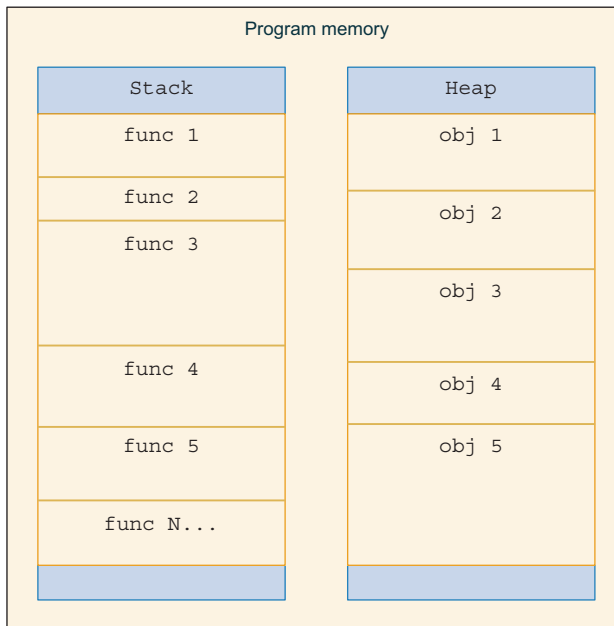 Program memory
Stack
func 1
func 2
func 3
func 4
func 5
func N...
Heap
obj 1
obj 2
obj 3
obj 4
obj 5